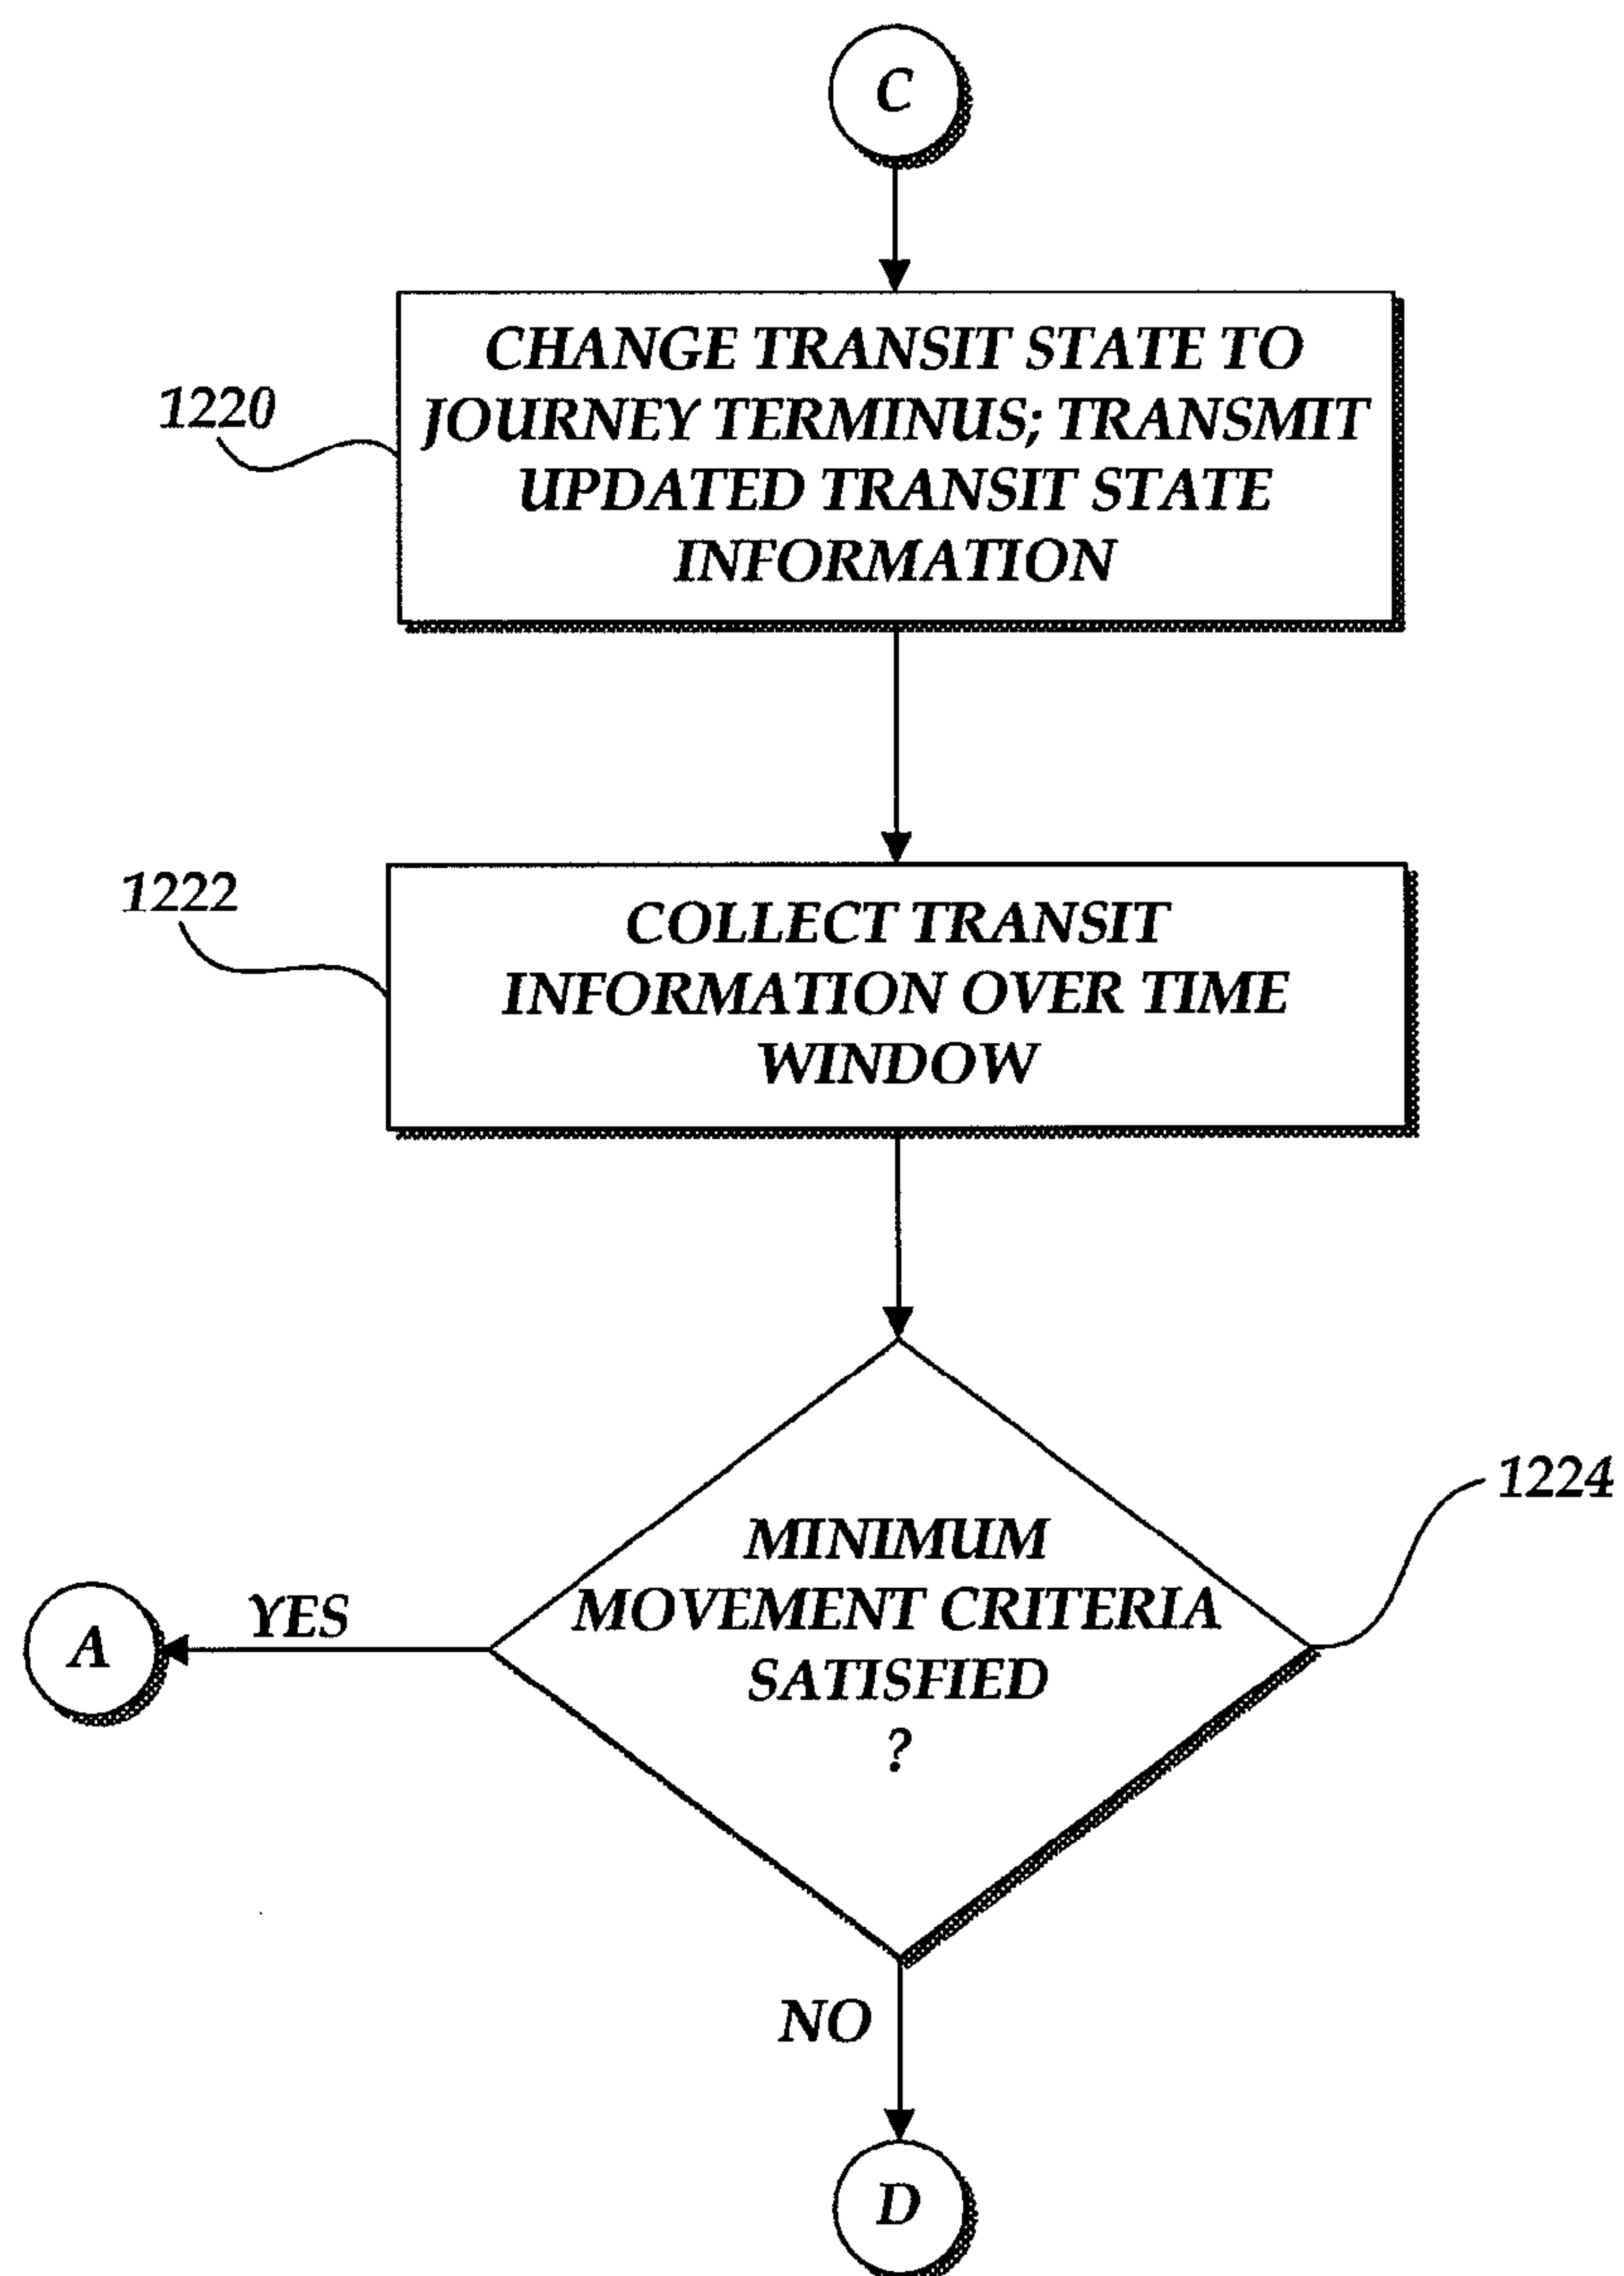 C
1220
CHANGE TRANSIT STATE TO
JOURNEY TERMINUS; TRANSMIT
UPDATED TRANSIT STATE
INFORMATION
1222
COLLECT TRANSIT
INFORMATION OVER TIME
WINDOW
1224
MINIMUM
MOVEMENT CRITERIA
SATISFIED
?
YES
A
NO
D